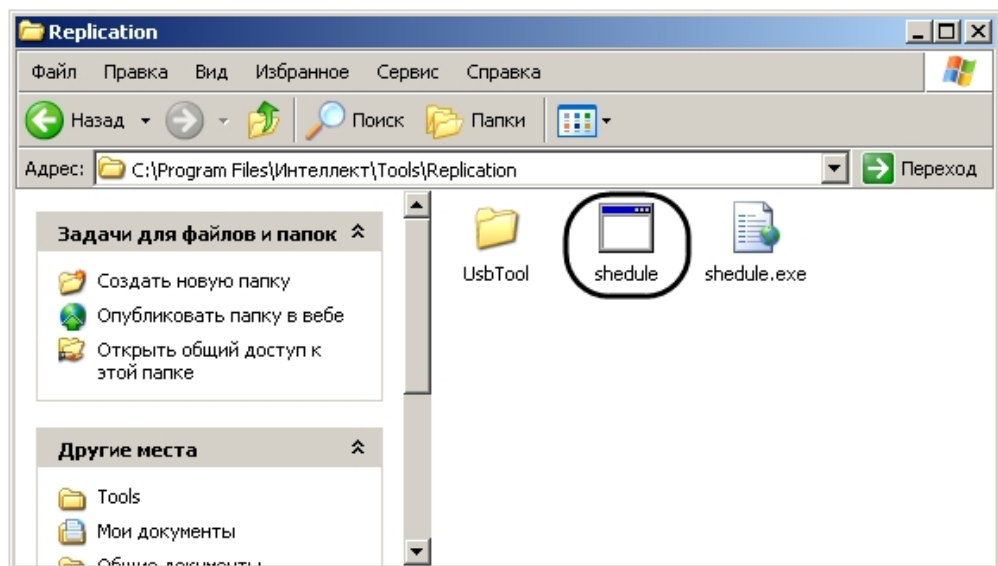 Replication
Файл Правка Вид Избранное Сервис Справка
Назад Поиск Папки
Адрес: C:\Program Files\Интеллект\Tools\Replication Переход
Задачи для файлов и папок
Создать новую папку
Опубликовать папку в вебе
Открыть общий доступ к
этой папке
Другие места
Tools
Мои документы
Общие документы
UsbTool shedule shedule.exe